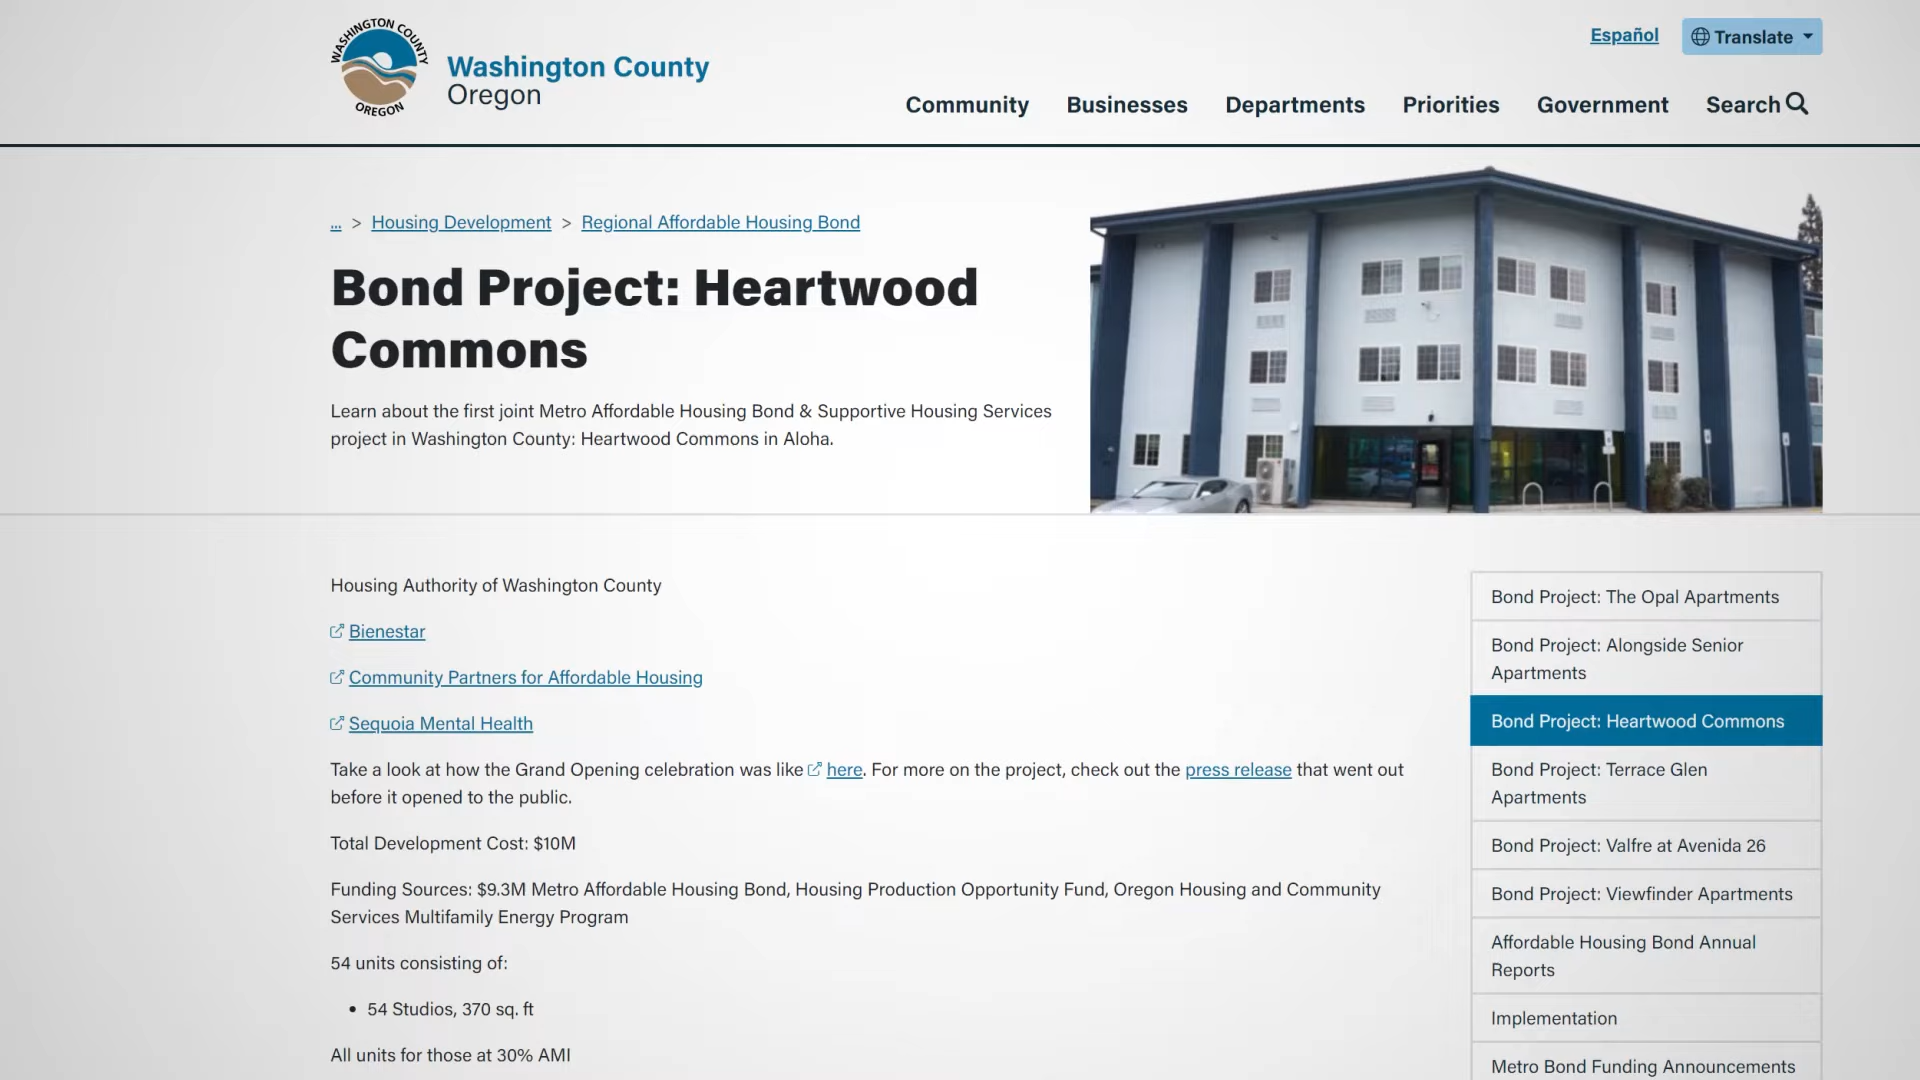 WASHINGTON COUNTY
OREGON
Washington County
Oregon
Español
Translate
Community
Businesses
Departments
Priorities
Government
Search
... > Housing Development > Regional Affordable Housing Bond
Bond Project: Heartwood
Commons
Learn about the first joint Metro Affordable Housing Bond & Supportive Housing Services
project in Washington County: Heartwood Commons in Aloha.
Housing Authority of Washington County
Bienestar
Community Partners for Affordable Housing
Sequoia Mental Health
Take a look at how the Grand Opening celebration was like here. For more on the project, check out the press release that went out
before it opened to the public.
Total Development Cost: $10M
Funding Sources: $9.3M Metro Affordable Housing Bond, Housing Production Opportunity Fund, Oregon Housing and Community
Services Multifamily Energy Program
54 units consisting of:
• 54 Studios, 370 sq. ft
All units for those at 30% AMI
Bond Project: The Opal Apartments
Bond Project: Alongside Senior
Apartments
Bond Project: Heartwood Commons
Bond Project: Terrace Glen
Apartments
Bond Project: Valfre at Avenida 26
Bond Project: Viewfinder Apartments
Affordable Housing Bond Annual
Reports
Implementation
Metro Bond Funding Announcements